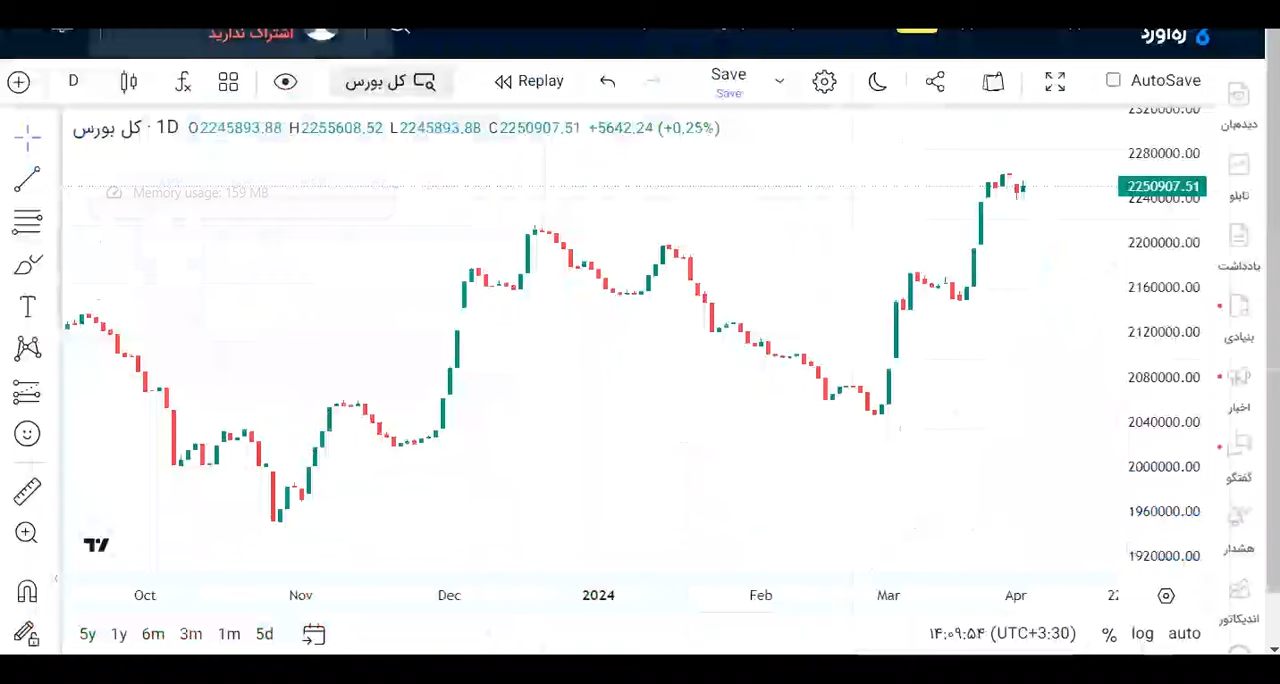 اشتراک ندارید
ره‌آورد
D
کل بورس
Replay
Save
Save
AutoSave
کل بورس · 1D O2245893.88 H2255608.52 L2245893.88 C2250907.51 +5642.24 (+0.25%)
Memory usage: 159 MB
2320000.00
2280000.00
2250907.51
2240000.00
2200000.00
2160000.00
2120000.00
2080000.00
2040000.00
2000000.00
1960000.00
1920000.00
Oct Nov Dec 2024 Feb Mar Apr
5y 1y 6m 3m 1m 5d
۱۴:۰۹:۵۴ (UTC+3:30) % log auto
دیده‌بان
تابلو
یادداشت
بنیادی
اخبار
گفتگو
هشدار
اندیکاتور